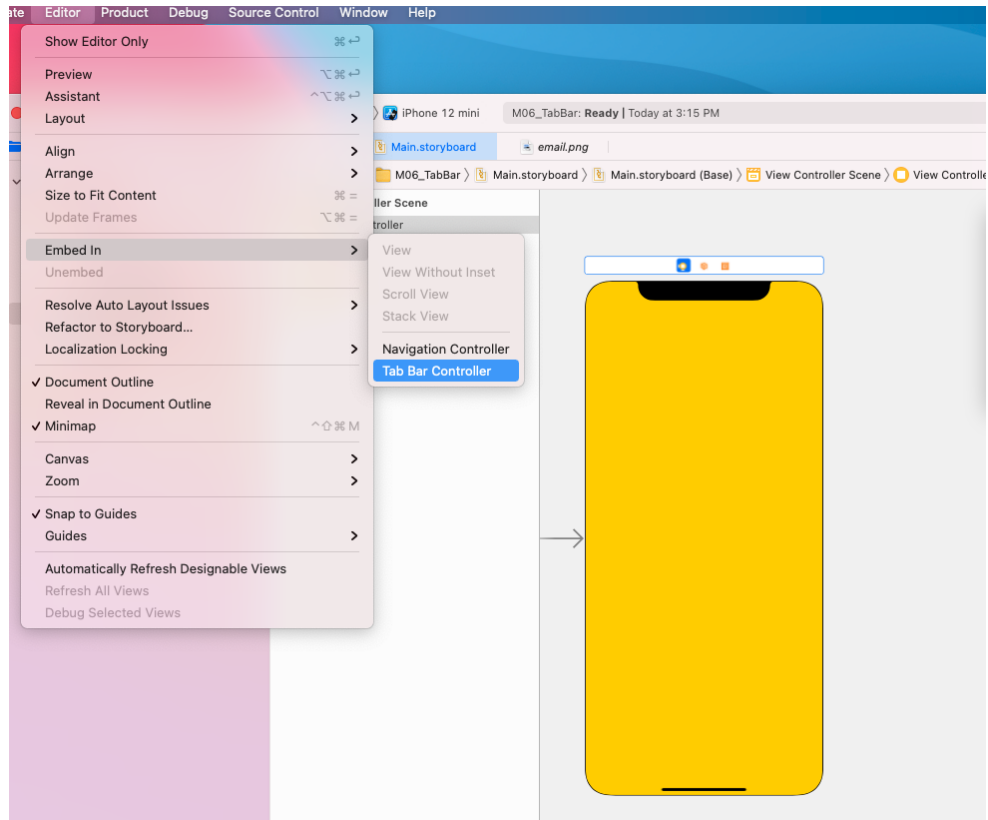 ate Editor Product Debug Source Control Window Help
Show Editor Only ⌘↩
Preview ⌥⌘↩
Assistant ^⌥⌘↩
Layout
Align
Arrange
Size to Fit Content ⌘ =
Update Frames ⌥⌘ =
Embed In
Unembed
Resolve Auto Layout Issues
Refactor to Storyboard...
Localization Locking
✓ Document Outline
Reveal in Document Outline
✓ Minimap ^⇧⌘ M
Canvas
Zoom
✓ Snap to Guides
Guides
Automatically Refresh Designable Views
Refresh All Views
Debug Selected Views
View
View Without Inset
Scroll View
Stack View
Navigation Controller
Tab Bar Controller
iPhone 12 mini M06_TabBar: Ready | Today at 3:15 PM
Main.storyboard email.png
M06_TabBar Main.storyboard Main.storyboard (Base) View Controller Scene View Controlle
ller Scene
troller